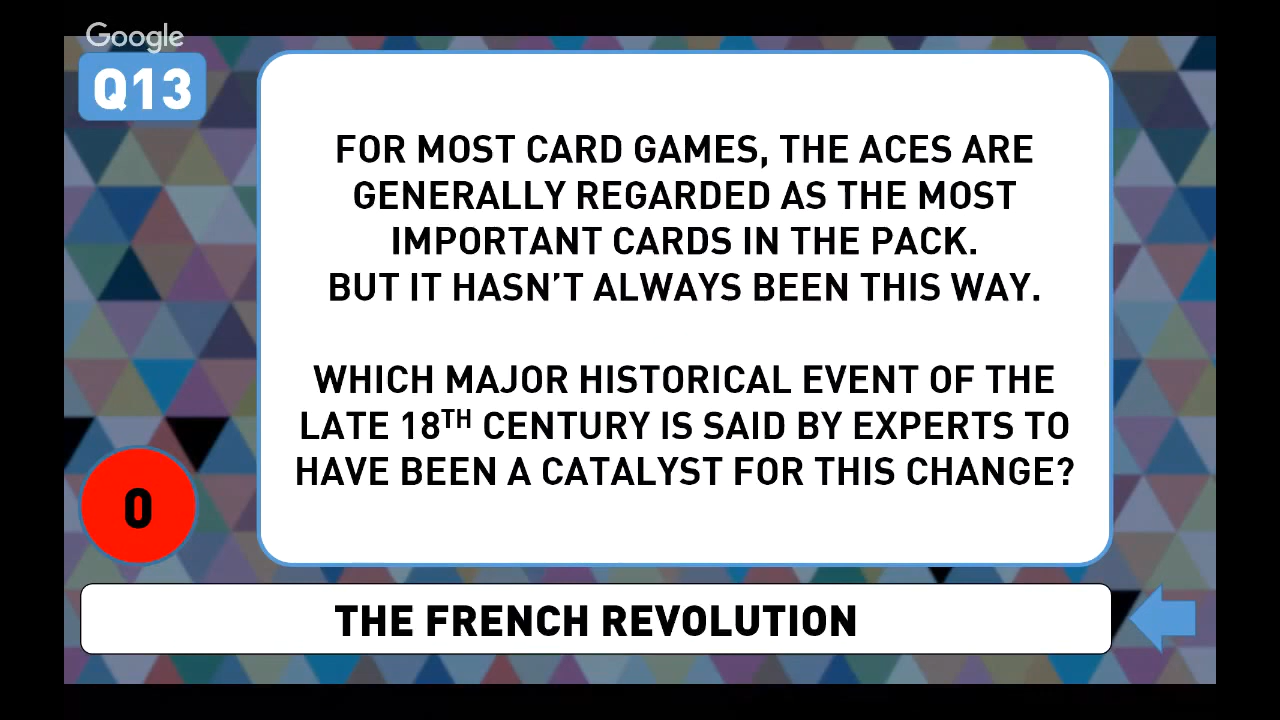 Google
Q13
FOR MOST CARD GAMES, THE ACES ARE
GENERALLY REGARDED AS THE MOST
IMPORTANT CARDS IN THE PACK.
BUT IT HASN'T ALWAYS BEEN THIS WAY.
WHICH MAJOR HISTORICAL EVENT OF THE
LATE 18TH CENTURY IS SAID BY EXPERTS TO
HAVE BEEN A CATALYST FOR THIS CHANGE?
0
THE FRENCH REVOLUTION